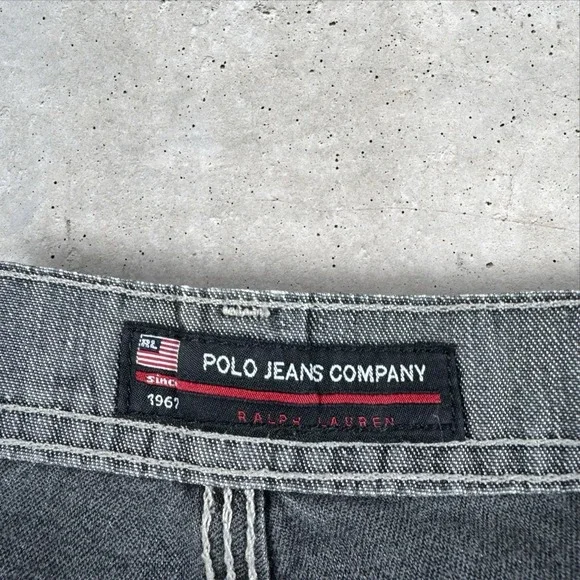 RL
POLO JEANS COMPANY
Since
1967
RALPH LAUREN